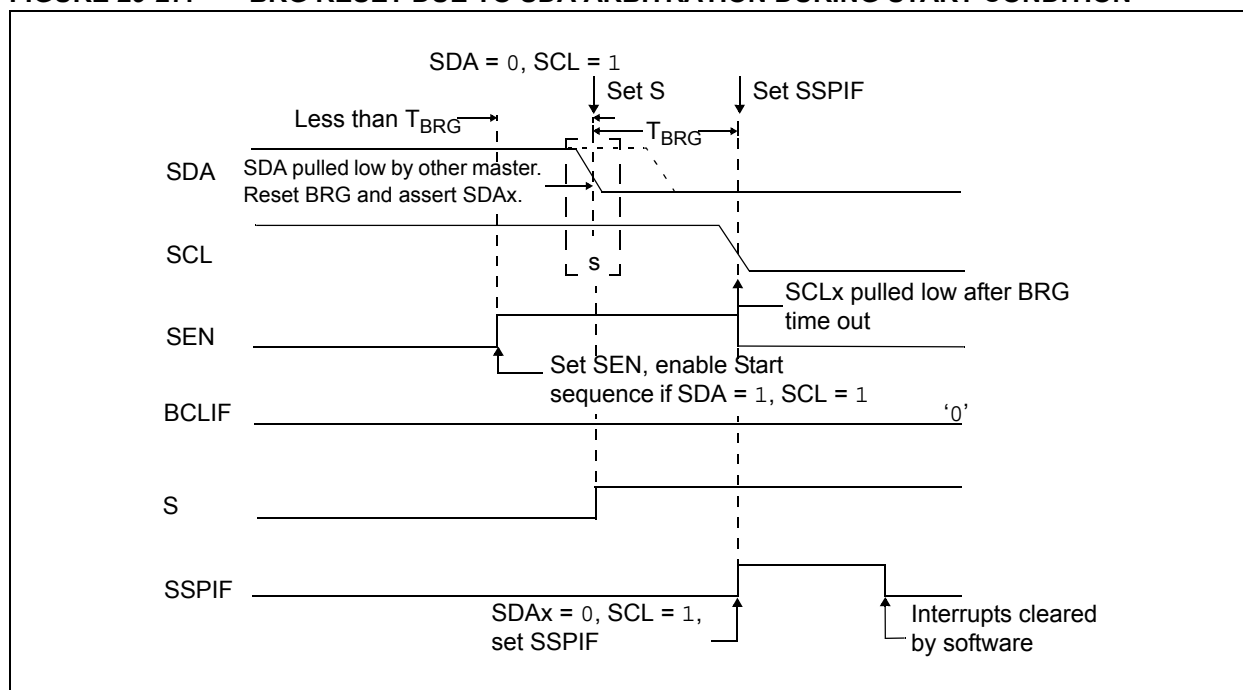 FIGURE 26-27: BRG RESET DUE TO SDA ARBITRATION DURING START CONDITION
SDA = 0, SCL = 1
Set S
Set SSPIF
Less than TBRG
TBRG
SDA
SDA pulled low by other master.
Reset BRG and assert SDAx.
SCL
s
SCLx pulled low after BRG
time out
SEN
Set SEN, enable Start
sequence if SDA = 1, SCL = 1
BCLIF
‘0’
S
SSPIF
SDAx = 0, SCL = 1,
set SSPIF
Interrupts cleared
by software